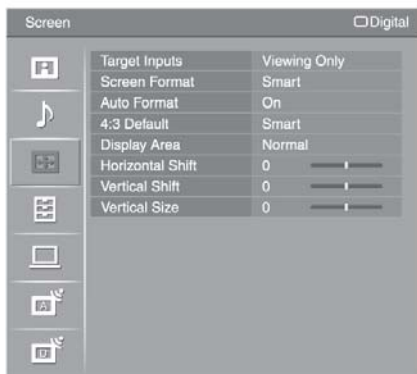 Screen Digital
Target Inputs Viewing Only
Screen Format Smart
Auto Format On
4:3 Default Smart
Display Area Normal
Horizontal Shift 0
Vertical Shift 0
Vertical Size 0
A
D